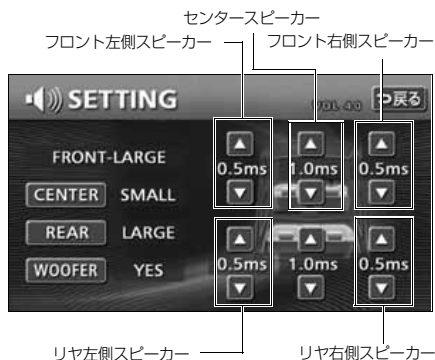 センタースピーカー
フロント左側スピーカー フロント右側スピーカー
SETTING VOL 40 戻る
FRONT-LARGE 0.5ms 1.0ms 0.5ms
CENTER SMALL
REAR LARGE
WOOFER YES 0.5ms 1.0ms 0.5ms
リヤ左側スピーカー リヤ右側スピーカー